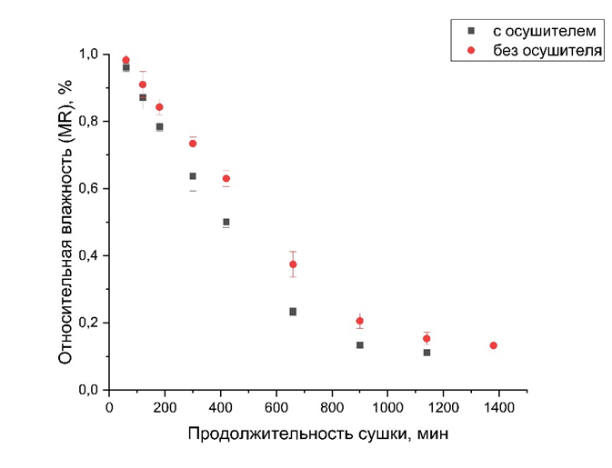 с осушителем
без осушителя
1,0
0,8
0,6
0,4
0,2
0,0
Относительная влажность (MR), %
0 200 400 600 800 1000 1200 1400
Продолжительность сушки, мин